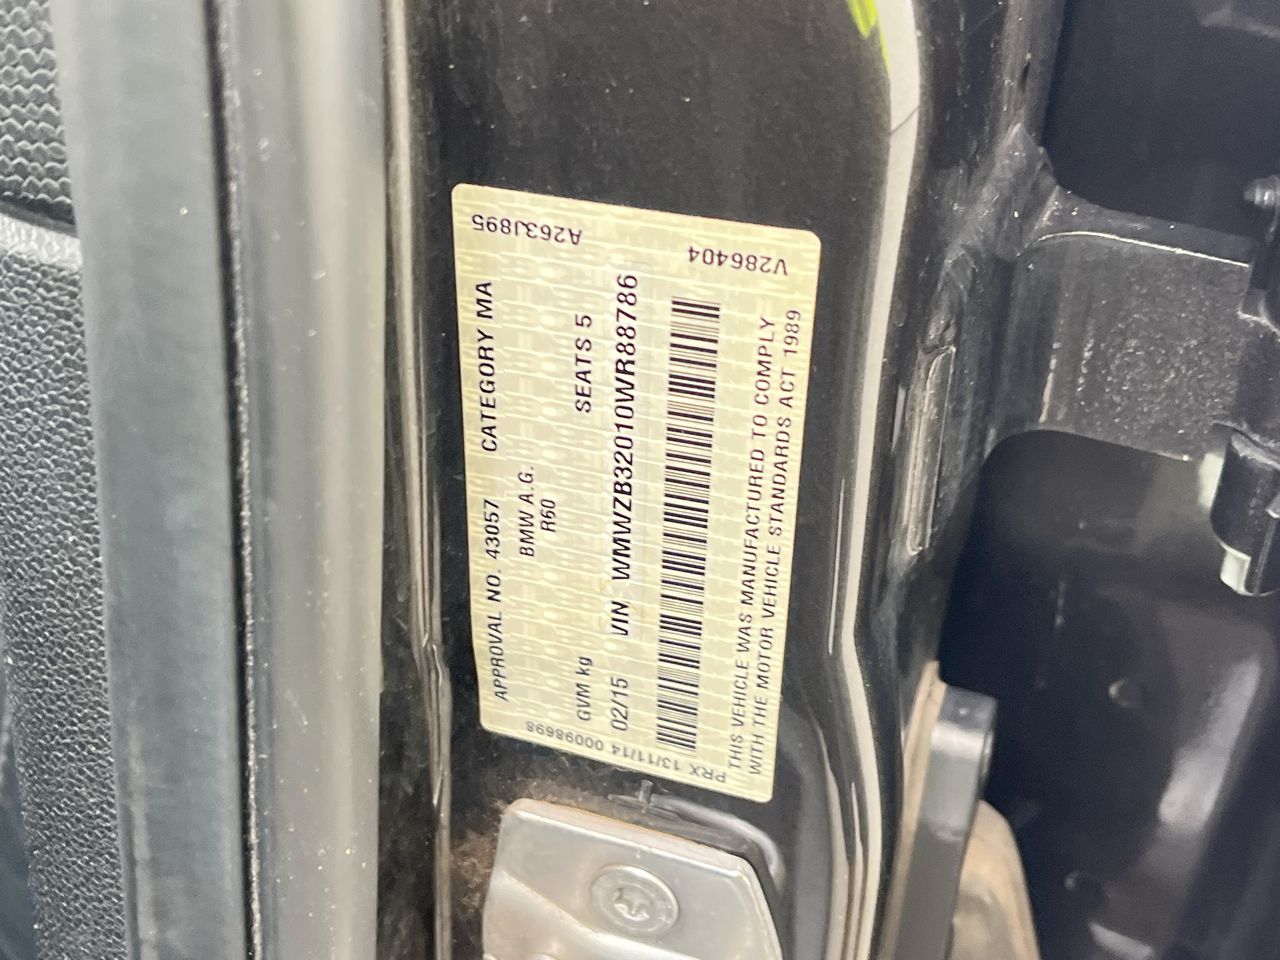 A263J895
V286404
APPROVAL NO. 43057 CATEGORY MA
BMW A.G.
R60
GVM kg SEATS 5
02/15 VIN WMWZB32010WR88786
THIS VEHICLE WAS MANUFACTURED TO COMPLY
WITH THE MOTOR VEHICLE STANDARDS ACT 1989
PRX 13/11/14 00098698